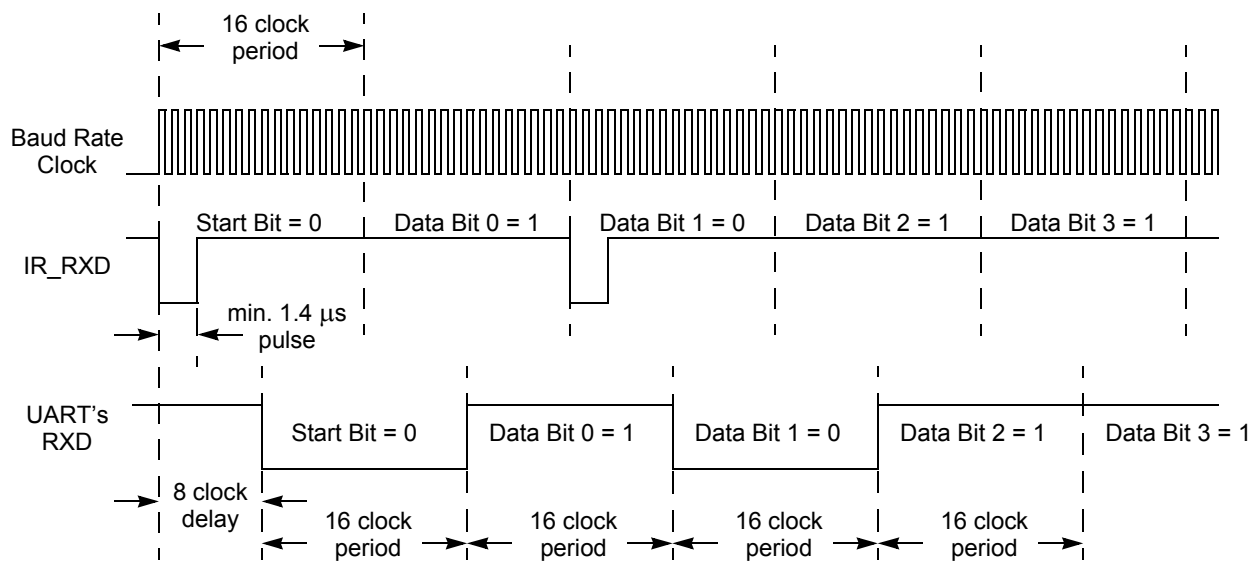 16 clock
period
Baud Rate
Clock
Start Bit = 0
Data Bit 0 = 1
Data Bit 1 = 0
Data Bit 2 = 1
Data Bit 3 = 1
IR_RXD
min. 1.4 μs
pulse
UART's
RXD
Start Bit = 0
Data Bit 0 = 1
Data Bit 1 = 0
Data Bit 2 = 1
Data Bit 3 = 1
8 clock
delay
16 clock
period
16 clock
period
16 clock
period
16 clock
period